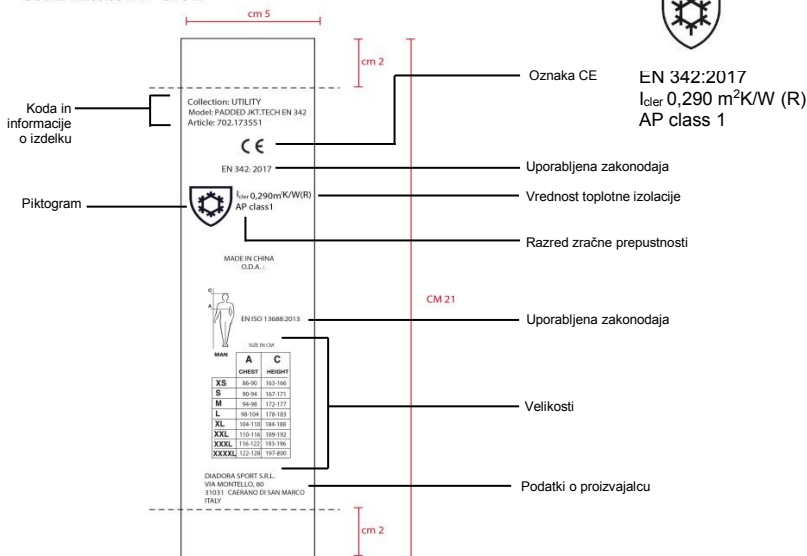 cm 5
cm 2
Oznaka CE
EN 342:2017
Icler 0,290 m²K/W (R)
AP class 1
Koda in
informacije
o izdelku
Collection: UTILITY
Model: PADDED JKT.TECH EN 342
Article: 702.173551
CE
EN 342: 2017
Uporabljena zakonodaja
Piktogram
Icler 0,290m²K/W(R)
AP class1
Vrednost toplotne izolacije
Razred zračne prepustnosti
MADE IN CHINA
O.D.A. :
CM 21
C
A
EN ISO 13688:2013
Uporabljena zakonodaja
MAN
SIZE IN CM
A C
CHEST HEIGHT
XS 86-90 163-166
S 90-94 167-171
M 94-98 172-177
L 98-104 178-183
XL 104-110 184-188
XXL 110-116 189-192
XXXL 116-122 193-196
XXXXL 122-128 197-200
Velikosti
DIADORA SPORT S.R.L.
VIA MONTELLO, 80
31031 CAERANO DI SAN MARCO
ITALY
Podatki o proizvajalcu
cm 2